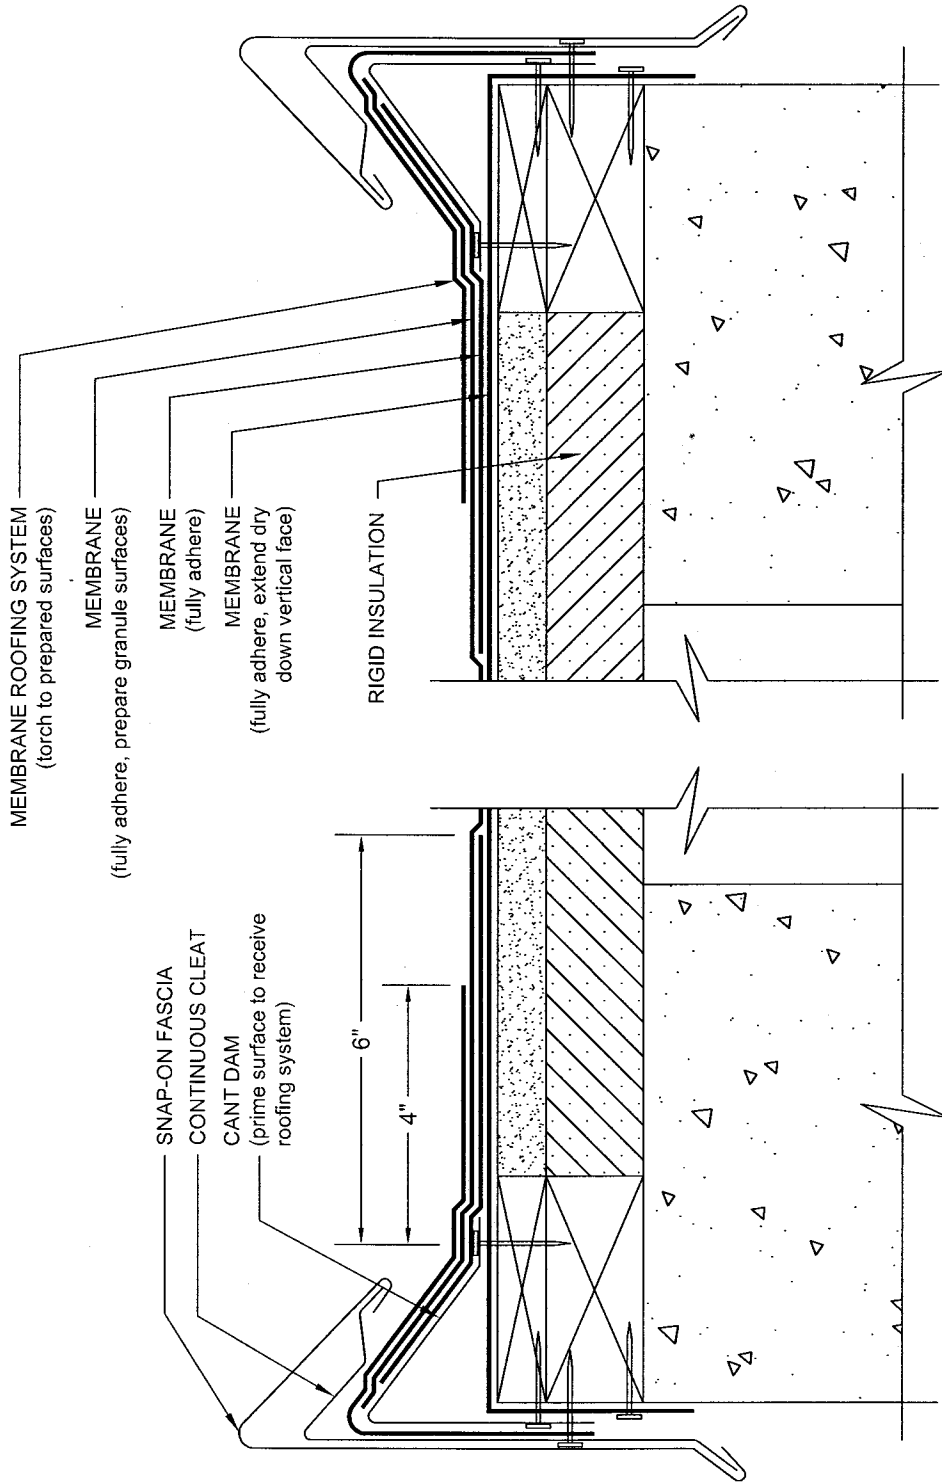 SNAP-ON FASCIA
CONTINUOUS CLEAT
CANT DAM
(prime surface to receive
roofing system)
6"
4"
MEMBRANE ROOFING SYSTEM
(torch to prepared surfaces)
MEMBRANE
(fully adhere, prepare granule surfaces)
MEMBRANE
(fully adhere)
MEMBRANE
(fully adhere, extend dry
down vertical face)
RIGID INSULATION